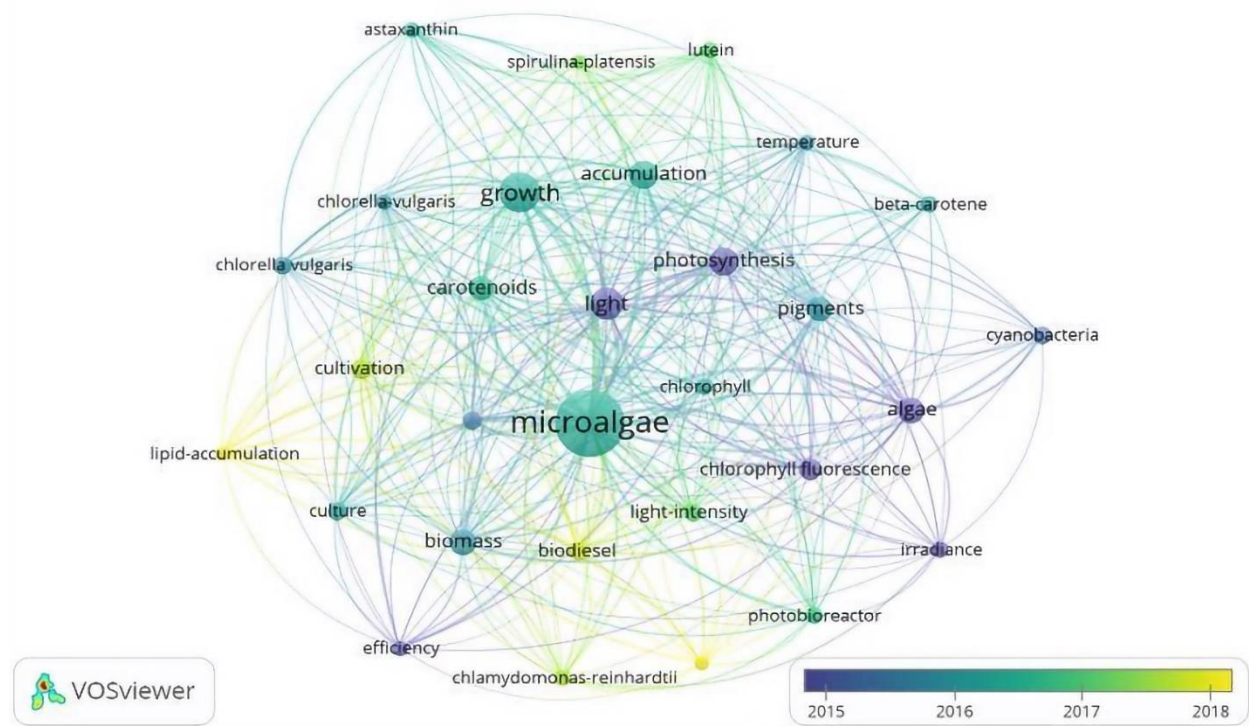 astaxanthin
lutein
spirulina-platensis
temperature
accumulation
growth
chlorella-vulgaris
beta-carotene
photosynthesis
chlorella vulgaris
carotenoids
light
pigments
cyanobacteria
cultivation
chlorophyll
algae
microalgae
lipid-accumulation
chlorophyll fluorescence
culture
light-intensity
biomass
biodiesel
irradiance
photobioreactor
efficiency
chlamydomonas-reinhardtii
VOSviewer
2015 2016 2017 2018